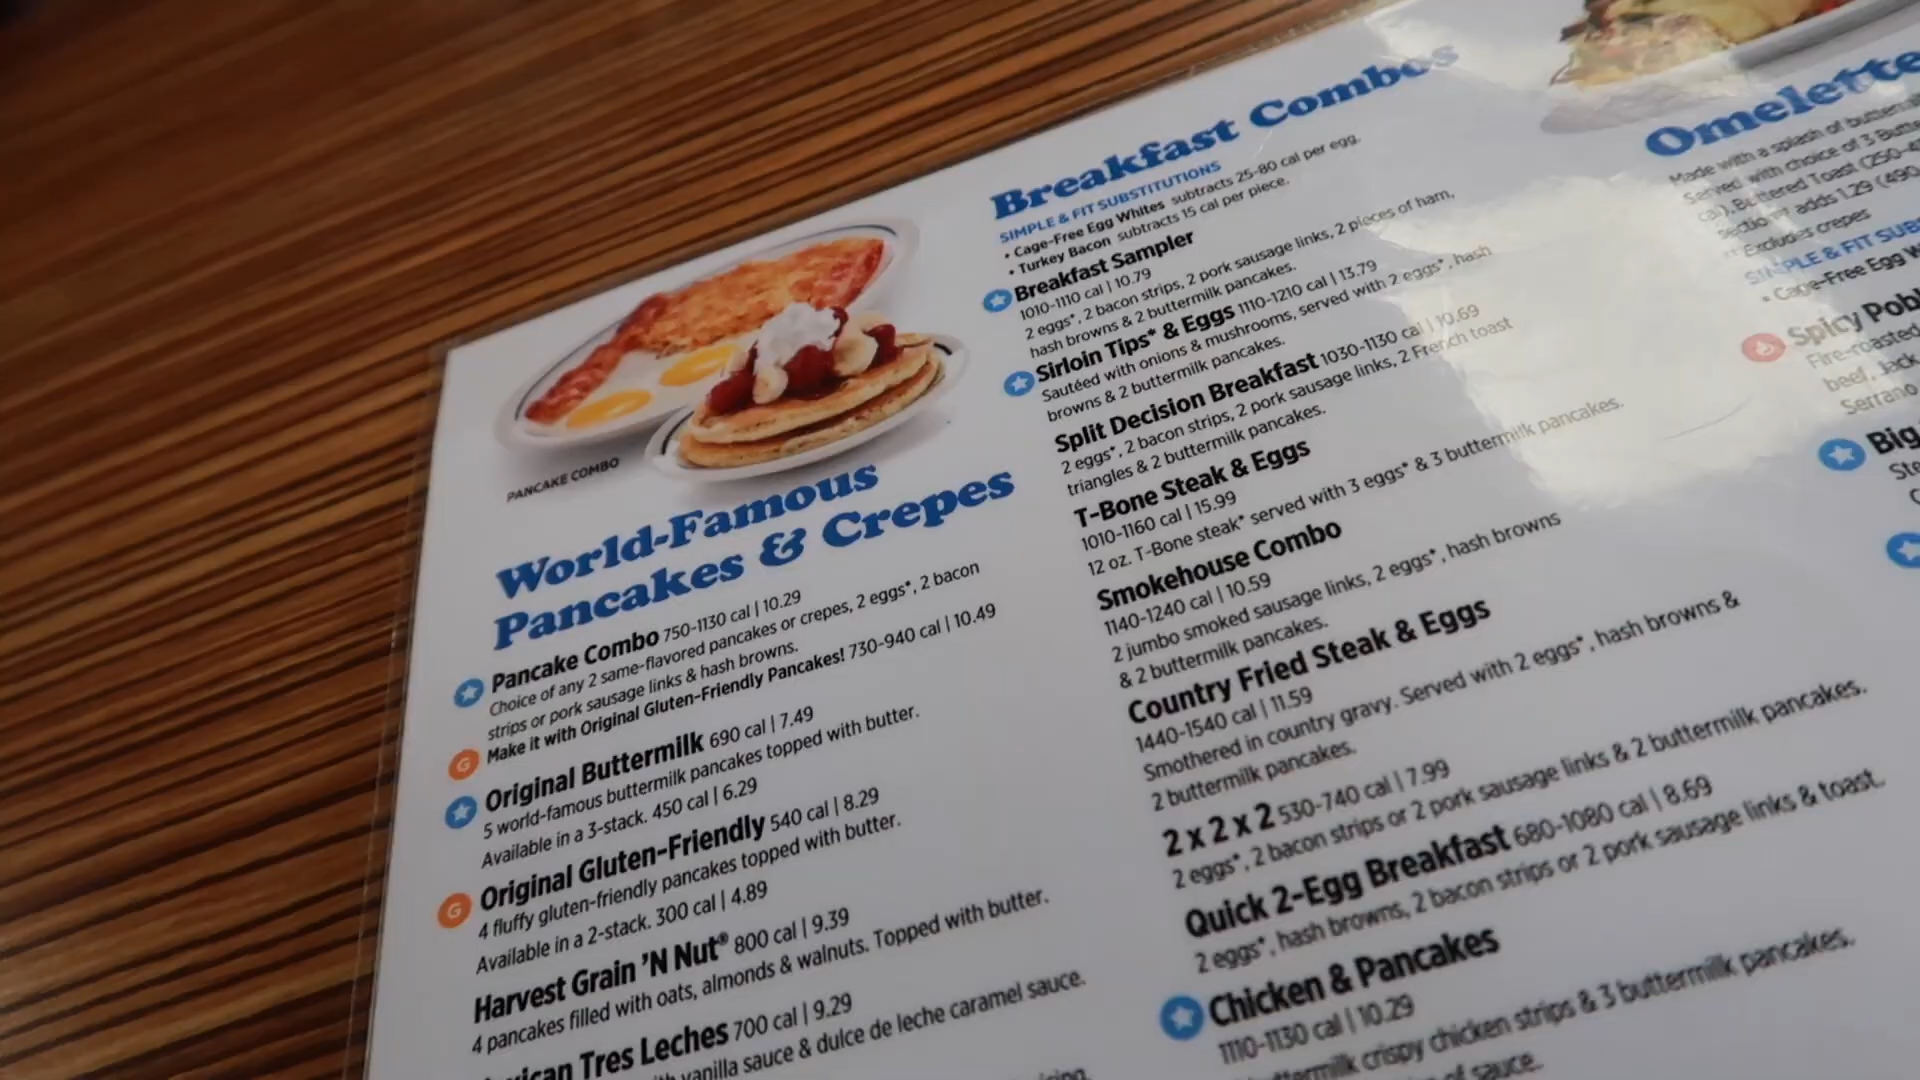 PANCAKE COMBO
World-Famous
Pancakes & Crepes
Pancake Combo 750-1130 cal | 10.29
Choice of any 2 same-flavored pancakes or crepes, 2 eggs*, 2 bacon
strips or pork sausage links & hash browns.
G Make it with Original Gluten-Friendly Pancakes! 730-940 cal | 10.49
Original Buttermilk 690 cal | 7.49
5 world-famous buttermilk pancakes topped with butter.
Available in a 3-stack. 450 cal | 6.29
G Original Gluten-Friendly 540 cal | 8.29
4 fluffy gluten-friendly pancakes topped with butter.
Available in a 2-stack. 300 cal | 4.89
Harvest Grain 'N Nut® 800 cal | 9.39
4 pancakes filled with oats, almonds & walnuts. Topped with butter.
Tres Leches 700 cal | 9.29
vanilla sauce & dulce de leche caramel sauce.
Breakfast Combos
SIMPLE & FIT SUBSTITUTIONS
• Cage-Free Egg Whites subtracts 25-80 cal per egg.
• Turkey Bacon subtracts 15 cal per piece.
Breakfast Sampler
1010-1110 cal | 10.79
2 eggs*, 2 bacon strips, 2 pork sausage links, 2 pieces of ham,
hash browns & 2 buttermilk pancakes.
Sirloin Tips* & Eggs 1110-1210 cal | 13.79
Sautéed with onions & mushrooms, served with 2 eggs*, hash
browns & 2 buttermilk pancakes.
Split Decision Breakfast 1030-1130 cal | 10.69
2 eggs*, 2 bacon strips, 2 pork sausage links, 2 French toast
triangles & 2 buttermilk pancakes.
T-Bone Steak & Eggs
1010-1160 cal | 15.99
12 oz. T-Bone steak* served with 3 eggs* & 3 buttermilk pancakes.
Smokehouse Combo
1140-1240 cal | 10.59
2 jumbo smoked sausage links, 2 eggs*, hash browns
& 2 buttermilk pancakes.
Country Fried Steak & Eggs
1440-1540 cal | 11.59
Smothered in country gravy. Served with 2 eggs*, hash browns &
2 buttermilk pancakes.
2 x 2 x 2 530-740 cal | 7.99
2 eggs*, 2 bacon strips or 2 pork sausage links & 2 buttermilk pancakes.
Quick 2-Egg Breakfast 680-1080 cal | 8.69
2 eggs*, hash browns, 2 bacon strips or 2 pork sausage links & toast.
Chicken & Pancakes
1110-1130 cal | 10.29
crispy chicken strips & 3 buttermilk pancakes.
of sauce.
Omelette
Made with a splash of
Served with choice of 3
Buttered Toast
adds 1.29 (490
Excludes crepes
SIMPLE & FIT
• Cage-Free Egg
Spicy
Fire-roasted
beef, Jack
Serrano
Big